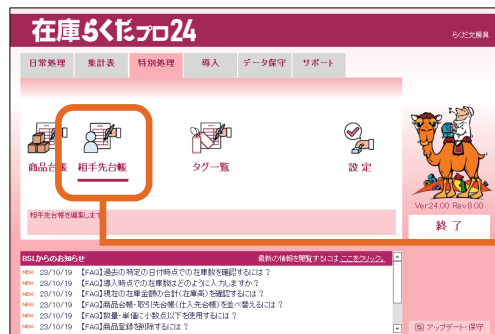 在庫らくだプロ24
らくだ文房具
日常処理 集計表 特別処理 導入 データ保守 サポート
商品台帳 相手先台帳 タグ一覧 設定
相手先台帳を編集します
Ver24.00 Rev8.00
終了
BSLからのお知らせ 最新の情報を閲覧するには ここをクリック。
NEW 23/10/19 【FAQ】過去の特定の日付時点での在庫数を確認するには？
NEW 23/10/19 【FAQ】導入時点での在庫数はどのように入力しますか？
NEW 23/10/19 【FAQ】現在の在庫金額の合計(在庫高)を確認するには？
NEW 23/10/19 【FAQ】商品台帳・取引先台帳(仕入先台帳)を並べ替えるには？
NEW 23/10/19 【FAQ】数量・単価に小数点以下を使用するには？
NEW 23/10/19 【FAQ】商品登録を削除するには？
アップデート・保守